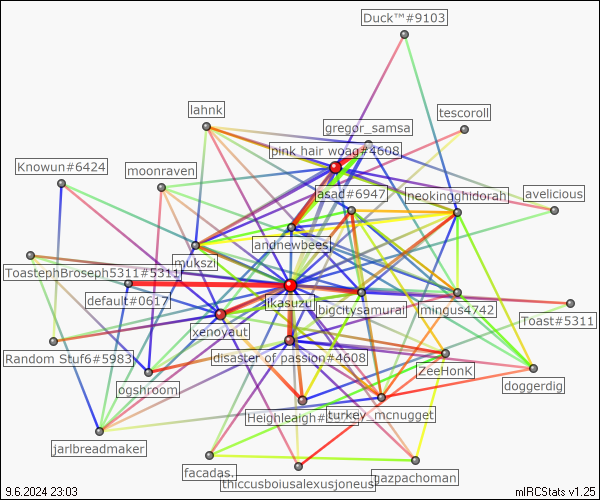 Duck™#9103
lahnk
tescoroll
gregor_samsa
pink hair woag#4608
Knowun#6424
moonraven
asad#6947
neokingghidorah
avelicious
andnewbees
mukszi
ToastephBroseph5311#5311
default#0617
ikasuzu
bigcitysamurai
mingus4742
Toast#5311
xenoyaut
Random Stuf6#5983
disaster of passion#4608
ZeeHonK
ogshroom
doggerdig
turkey_mcnugget
jarlbreadmaker
facadas.
thiccusboiusalexusjoneus
gazpachoman
9.6.2024 23:03
mIRCStats v1.25